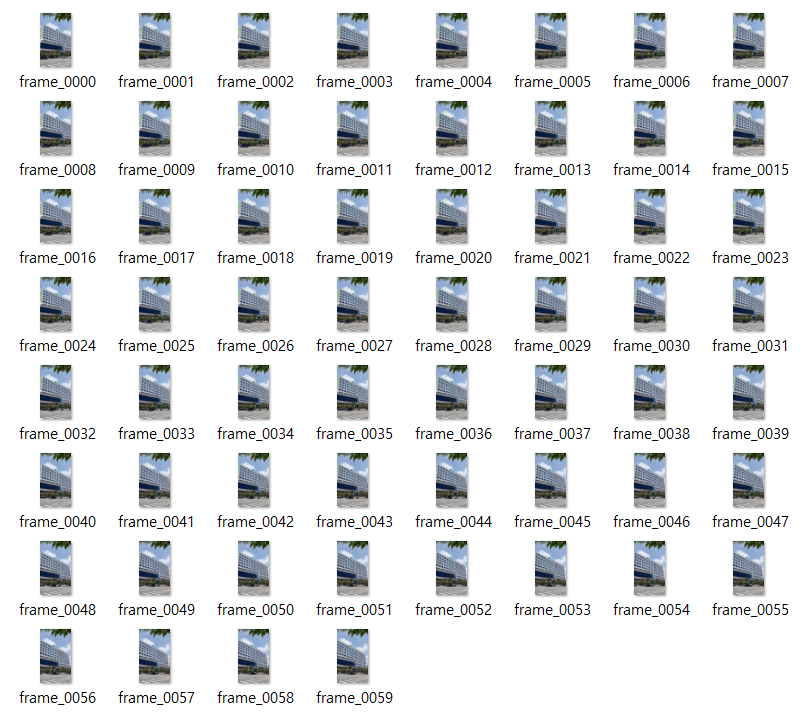 frame_0000 frame_0001 frame_0002 frame_0003 frame_0004 frame_0005 frame_0006 frame_0007
frame_0008 frame_0009 frame_0010 frame_0011 frame_0012 frame_0013 frame_0014 frame_0015
frame_0016 frame_0017 frame_0018 frame_0019 frame_0020 frame_0021 frame_0022 frame_0023
frame_0024 frame_0025 frame_0026 frame_0027 frame_0028 frame_0029 frame_0030 frame_0031
frame_0032 frame_0033 frame_0034 frame_0035 frame_0036 frame_0037 frame_0038 frame_0039
frame_0040 frame_0041 frame_0042 frame_0043 frame_0044 frame_0045 frame_0046 frame_0047
frame_0048 frame_0049 frame_0050 frame_0051 frame_0052 frame_0053 frame_0054 frame_0055
frame_0056 frame_0057 frame_0058 frame_0059